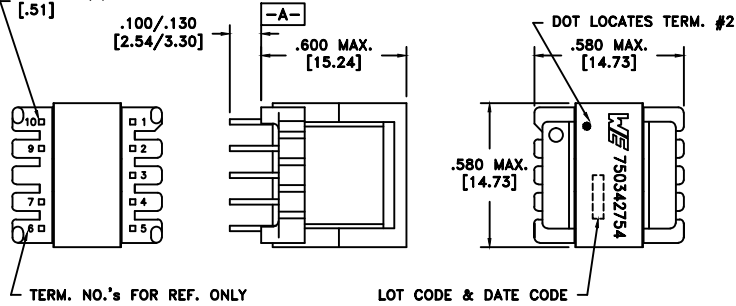 [.51]
.100/.130
[2.54/3.30]
-A-
.600 MAX.
[15.24]
DOT LOCATES TERM. #2
.580 MAX.
[14.73]
10 1
9 2
3
7 4
6 5
.580 MAX.
[14.73]
WE 750342754
TERM. NO.'s FOR REF. ONLY
LOT CODE & DATE CODE